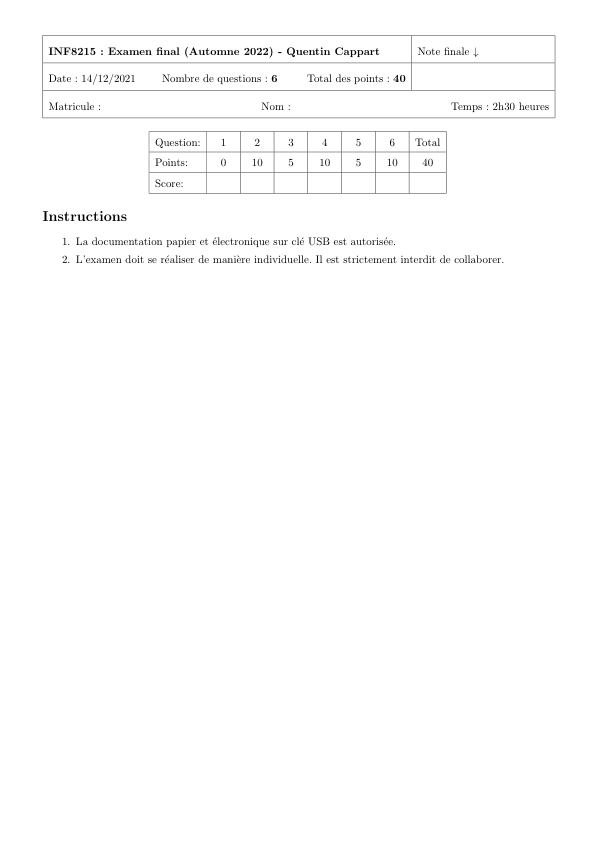 INF8215 : Examen final (Automne 2022) - Quentin Cappart
Note finale ↓
Date : 14/12/2021 Nombre de questions : 6 Total des points : 40
Matricule : Nom : Temps : 2h30 heures
Question: 1 2 3 4 5 6 Total
Points: 0 10 5 10 5 10 40
Score:
Instructions
1. La documentation papier et électronique sur clé USB est autorisée.
2. L'examen doit se réaliser de manière individuelle. Il est strictement interdit de collaborer.